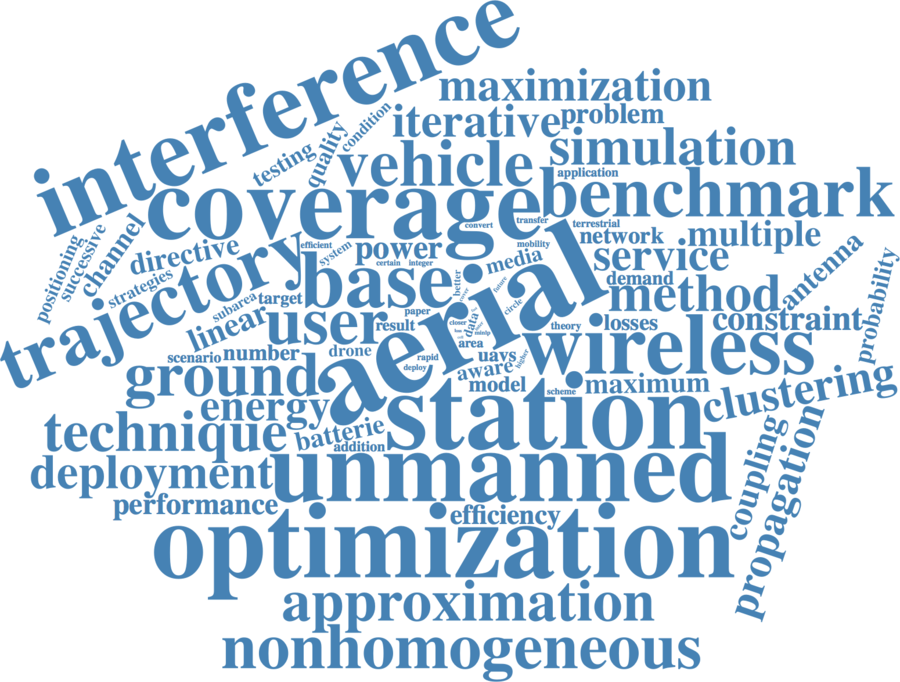 interference
maximization
iterative
problem
condition
quality
testing
vehicle
simulation
application
coverage
benchmark
transfer
terrestrial
convert
channel
successive
positioning
directive
strategies
trajectory
efficient
system
power
certain
integer
mobility
media
network
multiple
service
demand
antenna
probability
base
better
future
circle
method
subarea
target
linear
user
paper
result
data
closer
theory
losses
constraint
aerial
wireless
scenario
number
drone
rapid
deploy
area
uavs
aware
higher
model
scheme
maximum
clustering
ground
energy
batterie
addition
station
technique
deployment
unmanned
coupling
propagation
performance
efficiency
optimization
approximation
nonhomogeneous